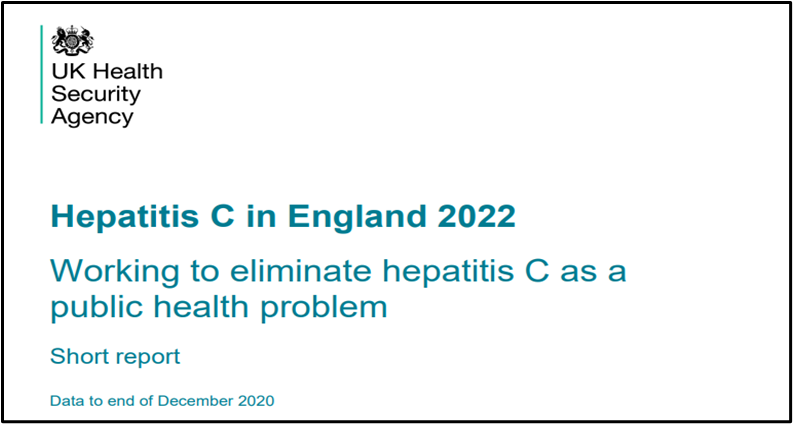 UK Health
Security
Agency
Hepatitis C in England 2022
Working to eliminate hepatitis C as a
public health problem
Short report
Data to end of December 2020